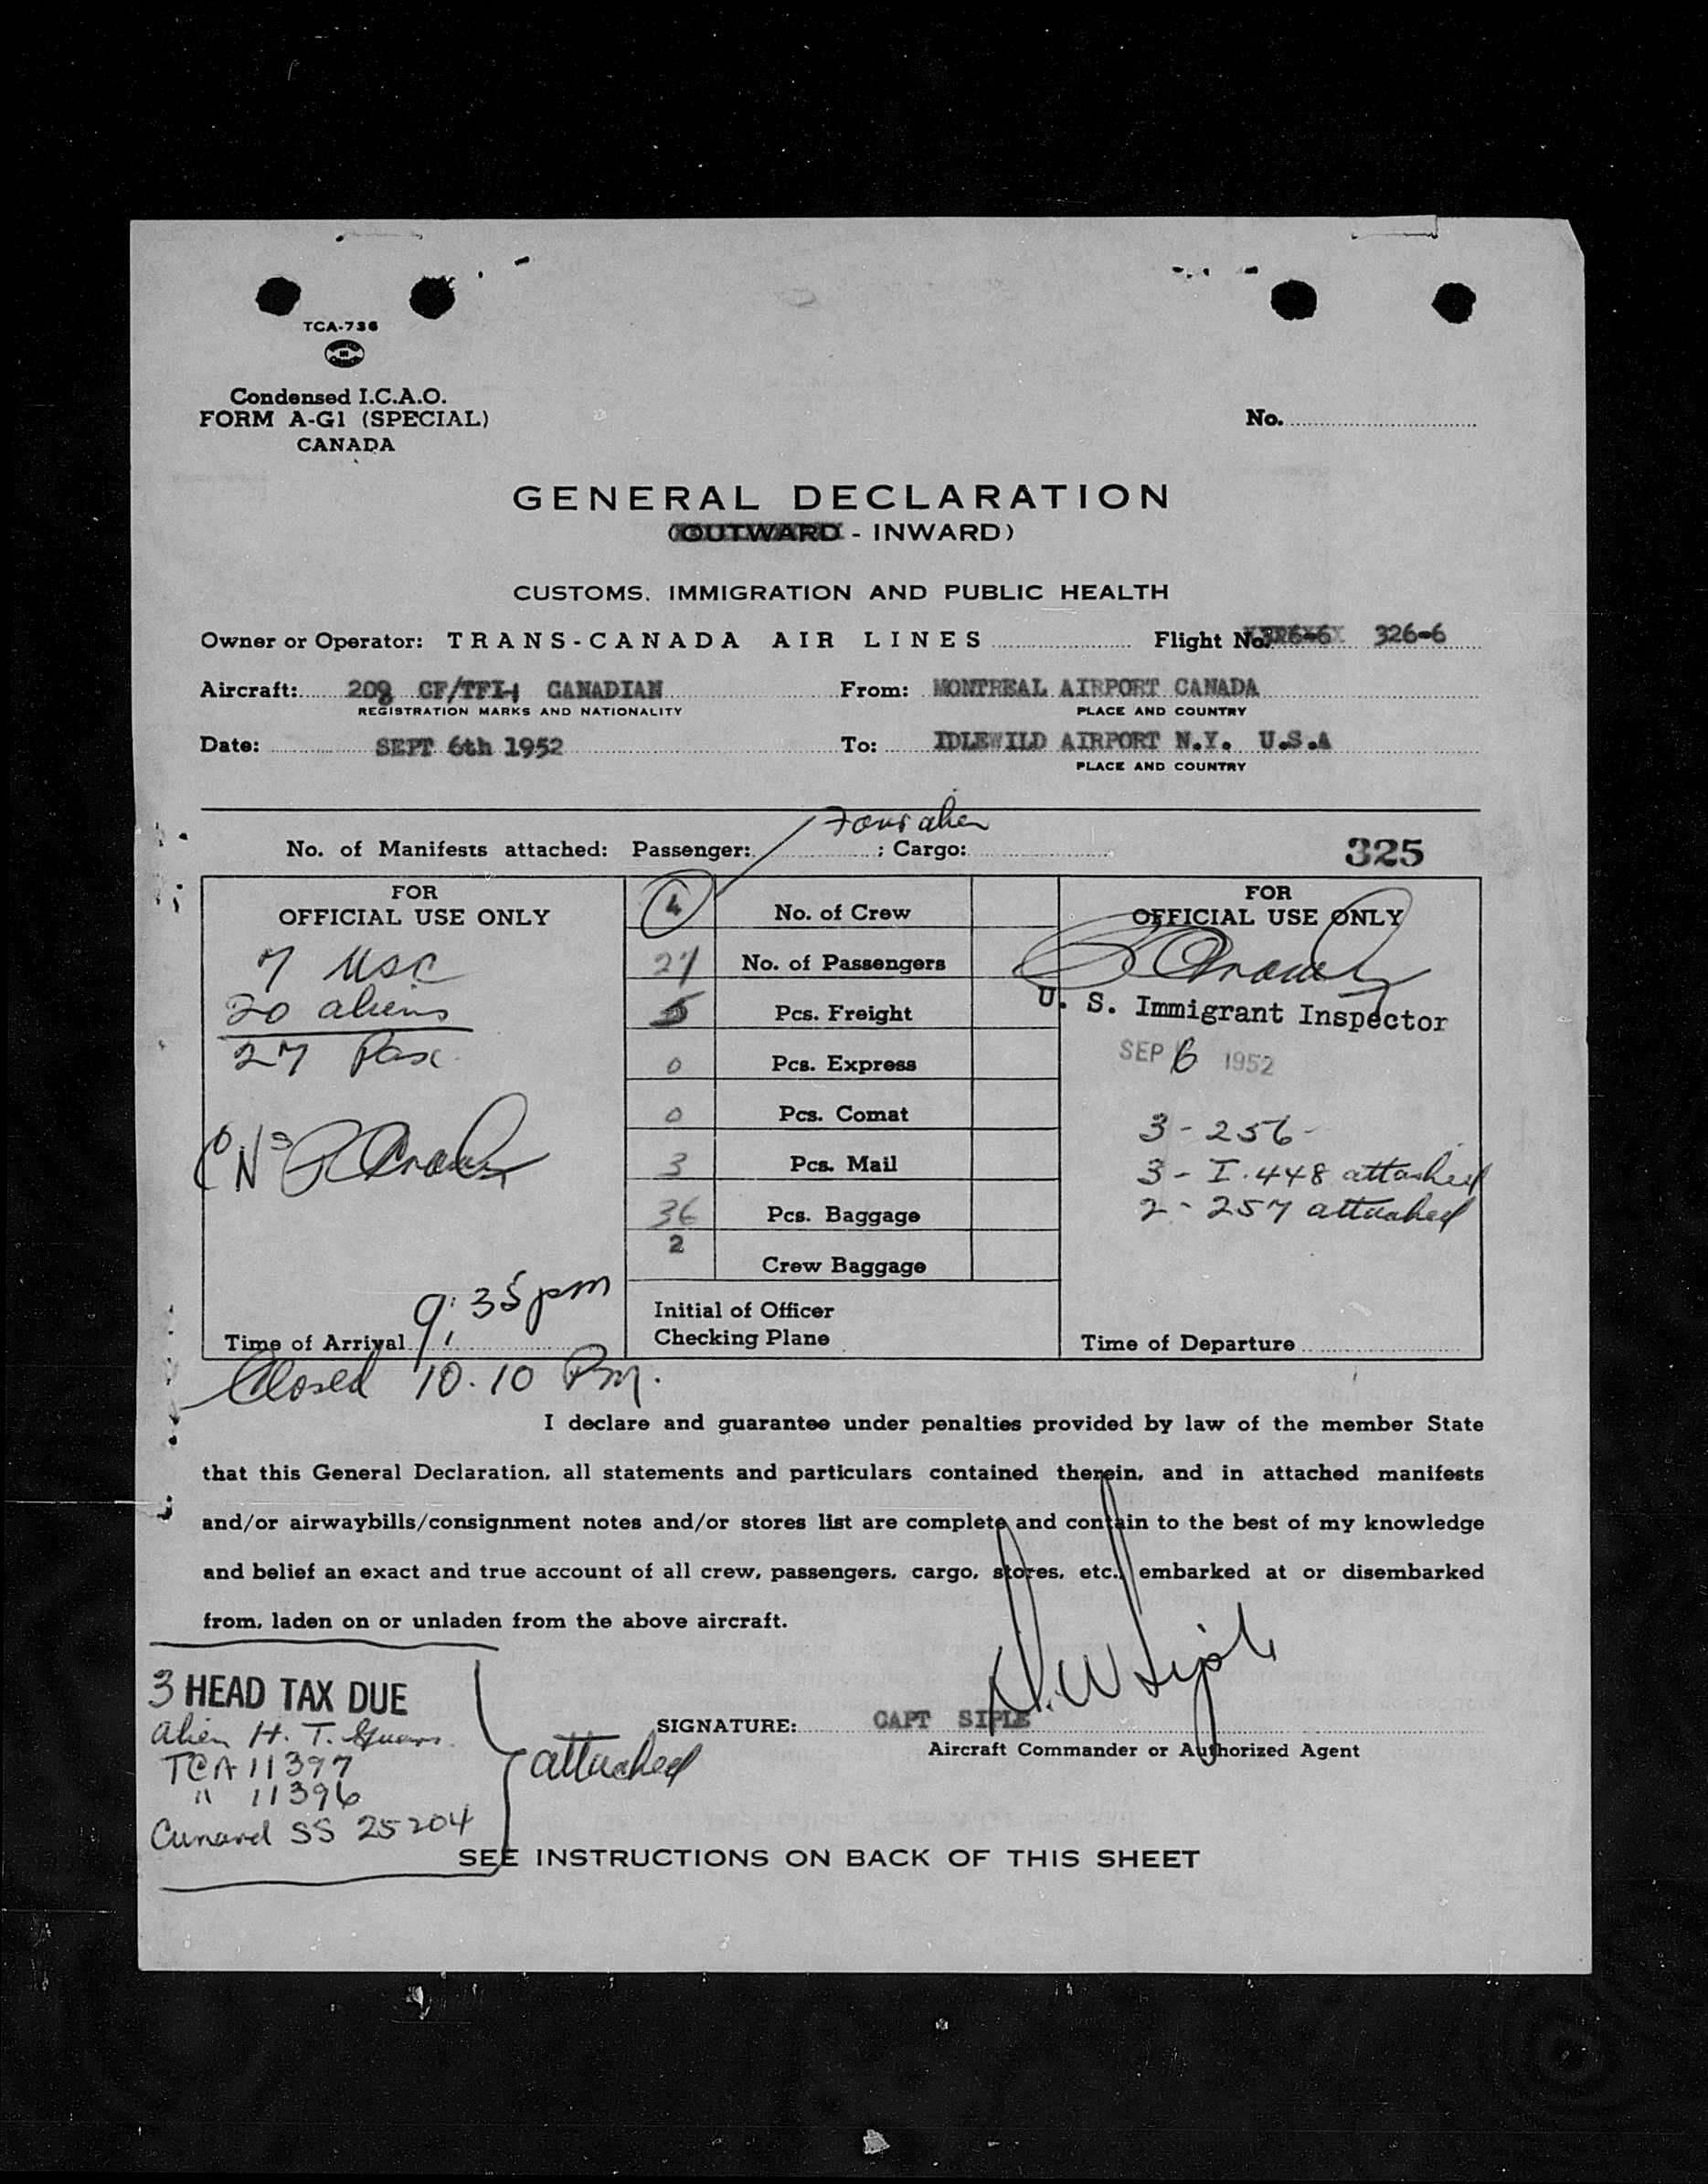 TCA-736
Condensed I.C.A.O.
FORM A-G1 (SPECIAL)
CANADA
No.
GENERAL DECLARATION
(OUTWARD - INWARD)
CUSTOMS, IMMIGRATION AND PUBLIC HEALTH
Owner or Operator: TRANS-CANADA AIR LINES Flight No. 326-6 326-6
Aircraft: 208 CF/TFI-H CANADIAN From: MONTREAL AIRPORT CANADA
REGISTRATION MARKS AND NATIONALITY PLACE AND COUNTRY
Date: SEPT 6th 1952 To: IDLEWILD AIRPORT N.Y. U.S.A
PLACE AND COUNTRY
Four alien
No. of Manifests attached: Passenger: ; Cargo: 325
FOR
OFFICIAL USE ONLY
7 USC
20 aliens
27 Pax
Time of Arrival 9:35 pm
Closed 10.10 Pm.
4 No. of Crew
27 No. of Passengers
5 Pcs. Freight
0 Pcs. Express
0 Pcs. Comat
3 Pcs. Mail
36 Pcs. Baggage
2 Crew Baggage
Initial of Officer
Checking Plane
FOR
OFFICIAL USE ONLY
U. S. Immigrant Inspector
SEP 6 1952
3 - 256 -
3 - I.448 attached
2 - 257 attached
Time of Departure
I declare and guarantee under penalties provided by law of the member State
that this General Declaration, all statements and particulars contained therein, and in attached manifests
and/or airwaybills/consignment notes and/or stores list are complete and contain to the best of my knowledge
and belief an exact and true account of all crew, passengers, cargo, stores, etc., embarked at or disembarked
from, laden on or unladen from the above aircraft.
3 HEAD TAX DUE
Alien H. T.
TCA 11397
" 11396
Cunard SS 25204
attached
SIGNATURE: CAPT SIPLE
Aircraft Commander or Authorized Agent
SEE INSTRUCTIONS ON BACK OF THIS SHEET